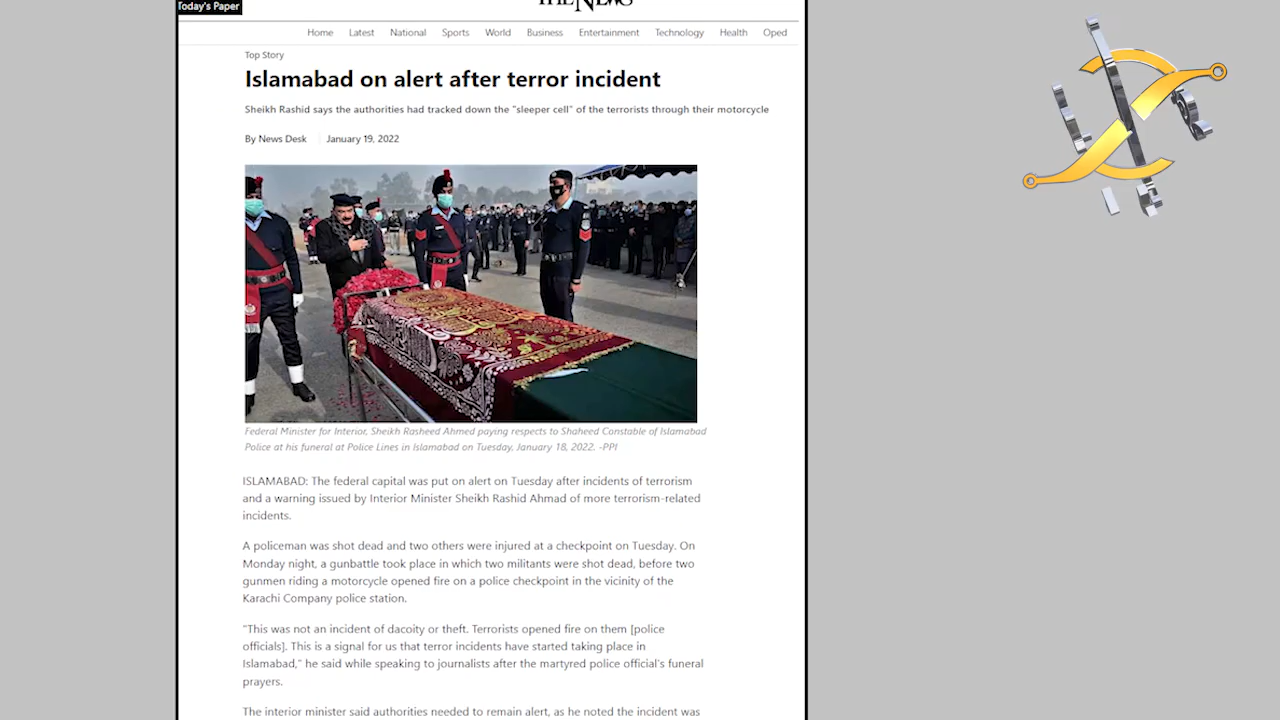 Today's Paper
THE NEWS
Home Latest National Sports World Business Entertainment Technology Health Oped
Top Story
Islamabad on alert after terror incident
Sheikh Rashid says the authorities had tracked down the "sleeper cell" of the terrorists through their motorcycle
By News Desk January 19, 2022
Federal Minister for Interior, Sheikh Rasheed Ahmed paying respects to Shaheed Constable of Islamabad
Police at his funeral at Police Lines in Islamabad on Tuesday, January 18, 2022. -PPI
ISLAMABAD: The federal capital was put on alert on Tuesday after incidents of terrorism
and a warning issued by Interior Minister Sheikh Rashid Ahmad of more terrorism-related
incidents.
A policeman was shot dead and two others were injured at a checkpoint on Tuesday. On
Monday night, a gunbattle took place in which two militants were shot dead, before two
gunmen riding a motorcycle opened fire on a police checkpoint in the vicinity of the
Karachi Company police station.
"This was not an incident of dacoity or theft. Terrorists opened fire on them [police
officials]. This is a signal for us that terror incidents have started taking place in
Islamabad," he said while speaking to journalists after the martyred police official's funeral
prayers.
The interior minister said authorities needed to remain alert, as he noted the incident was